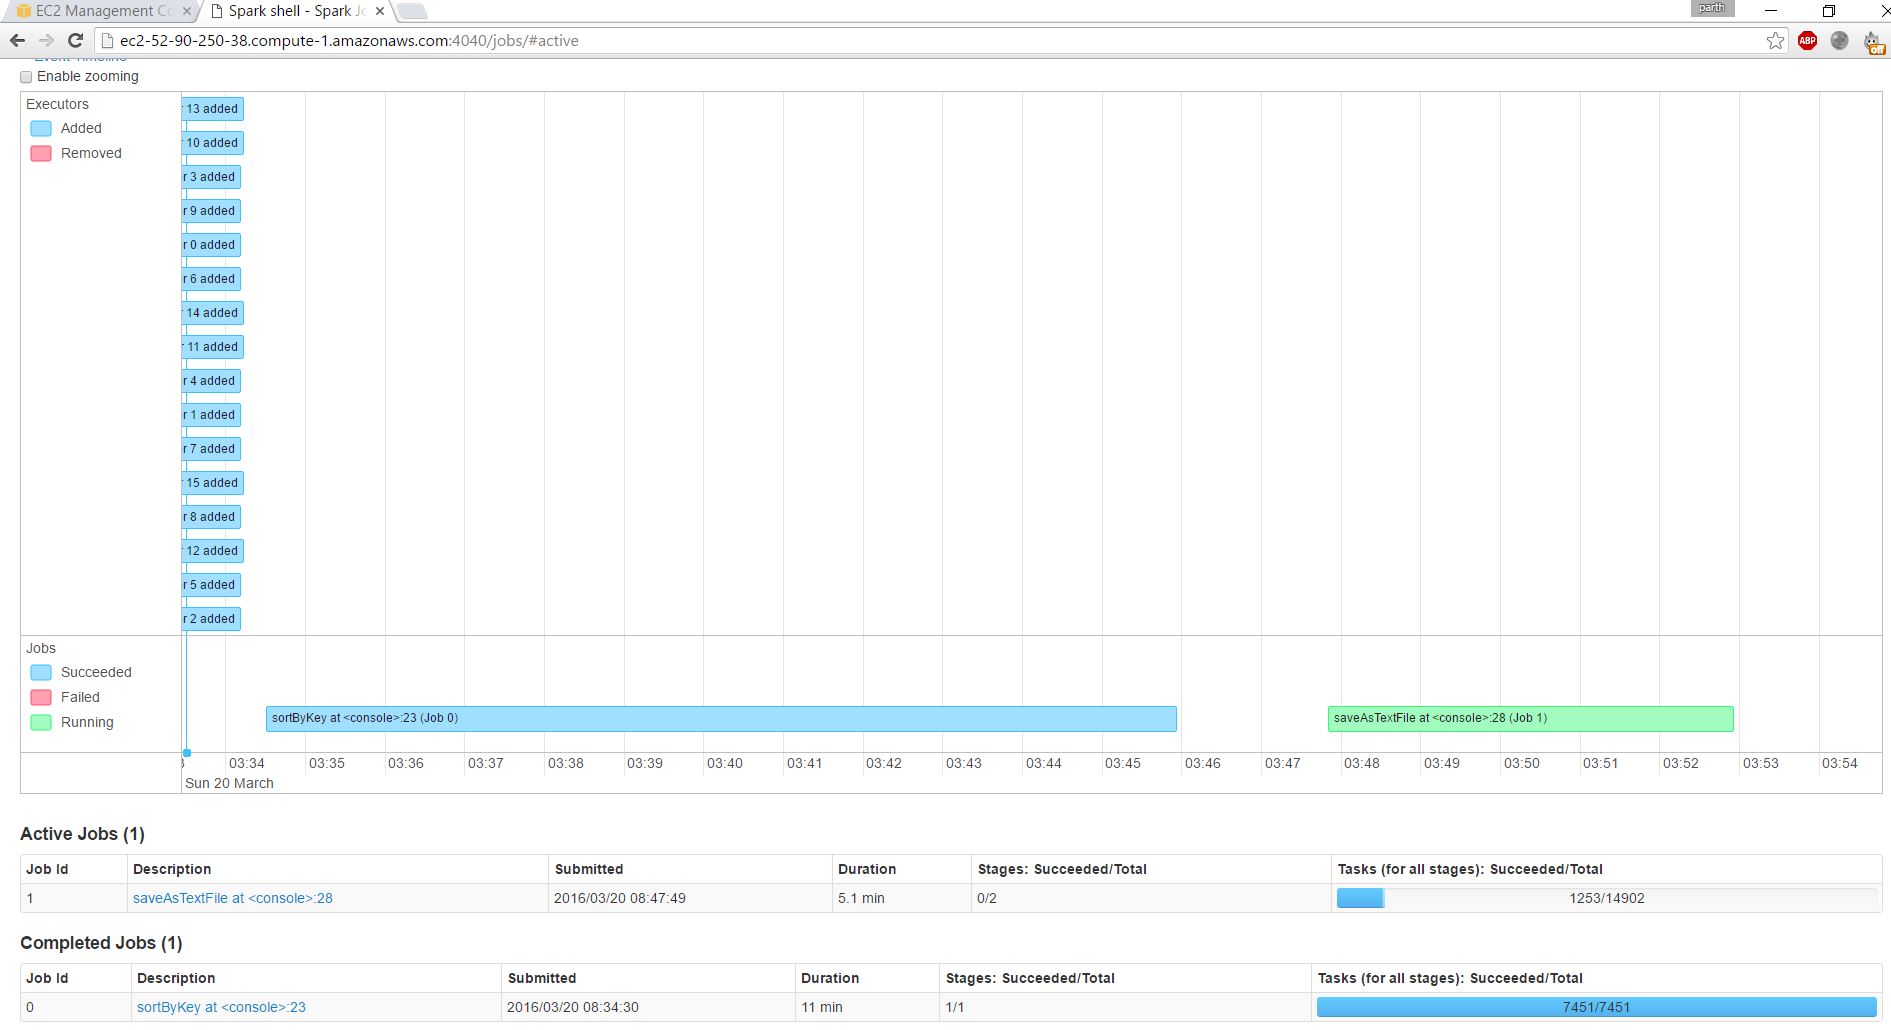 EC2 Management Co
Spark shell - Spark Jo
parth
ec2-52-90-250-38.compute-1.amazonaws.com:4040/jobs/#active
ABP
off
Event Timeline
Enable zooming
Executors
Added
Removed
r 13 added
r 10 added
r 3 added
r 9 added
r 0 added
r 6 added
r 14 added
r 11 added
r 4 added
r 1 added
r 7 added
r 15 added
r 8 added
r 12 added
r 5 added
r 2 added
Jobs
Succeeded
Failed
Running
sortByKey at <console>:23 (Job 0)
saveAsTextFile at <console>:28 (Job 1)
3 03:34 03:35 03:36 03:37 03:38 03:39 03:40 03:41 03:42 03:43 03:44 03:45 03:46 03:47 03:48 03:49 03:50 03:51 03:52 03:53 03:54
Sun 20 March
Active Jobs (1)
Job Id Description Submitted Duration Stages: Succeeded/Total Tasks (for all stages): Succeeded/Total
1 saveAsTextFile at <console>:28 2016/03/20 08:47:49 5.1 min 0/2 1253/14902
Completed Jobs (1)
Job Id Description Submitted Duration Stages: Succeeded/Total Tasks (for all stages): Succeeded/Total
0 sortByKey at <console>:23 2016/03/20 08:34:30 11 min 1/1 7451/7451